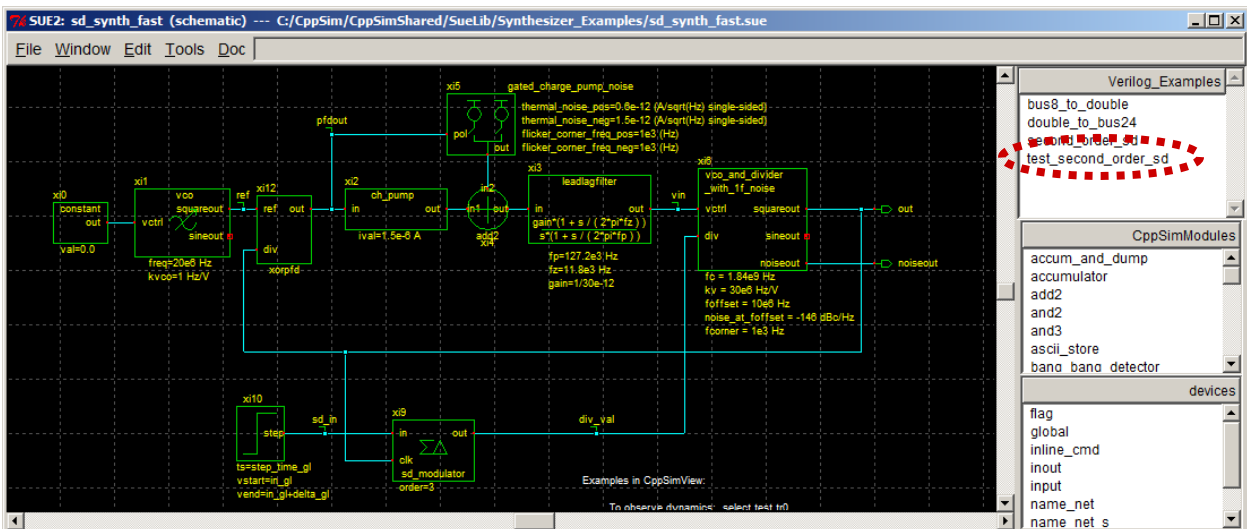 SUE2: sd_synth_fast (schematic) --- C:/CppSim/CppSimShared/SueLib/Synthesizer_Examples/sd_synth_fast.sue
File Window Edit Tools Doc
xi5 gated_charge_pump_noise
thermal_noise_pos=0.6e-12 (A/sqrt(Hz) single-sided)
thermal_noise_neg=1.5e-12 (A/sqrt(Hz) single-sided)
flicker_corner_freq_pos=1e3 (Hz)
flicker_corner_freq_neg=1e3 (Hz)
pol
out
pfdout
xi0
constant
out
val=0.0
xi1
vco
squareout
vctrl
sineout
freq=20e6 Hz
kvco=1 Hz/V
ref
xi12
ref out
div
xorpfd
xi2
ch_pump
in out
ival=1.5e-6 A
in2
in1 out
add2
xi4
xi3
leadlagfilter
in out
gain*(1 + s / ( 2*pi*fz ) )
s*(1 + s / ( 2*pi*fp ) )
fp=127.2e3 Hz
fz=11.8e3 Hz
gain=1/30e-12
vin
xi6
vco_and_divider
_with_1f_noise
vctrl squareout
div sineout
noiseout
fc = 1.84e9 Hz
kv = 30e6 Hz/V
foffset = 10e6 Hz
noise_at_foffset = -146 dBc/Hz
fcorner = 1e3 Hz
out
noiseout
xi10
step
ts=step_time_gl
vstart=in_gl
vend=in_gl+delta_gl
sd_in
xi9
in out
ΣΔ
clk
sd_modulator
order=3
div_val
Examples in CppSimView:
To observe dynamics: select test.tr0
Verilog_Examples
bus8_to_double
double_to_bus24
second_order_sd
test_second_order_sd
CppSimModules
accum_and_dump
accumulator
add2
and2
and3
ascii_store
bang_bang_detector
devices
flag
global
inline_cmd
inout
input
name_net
name_net_s